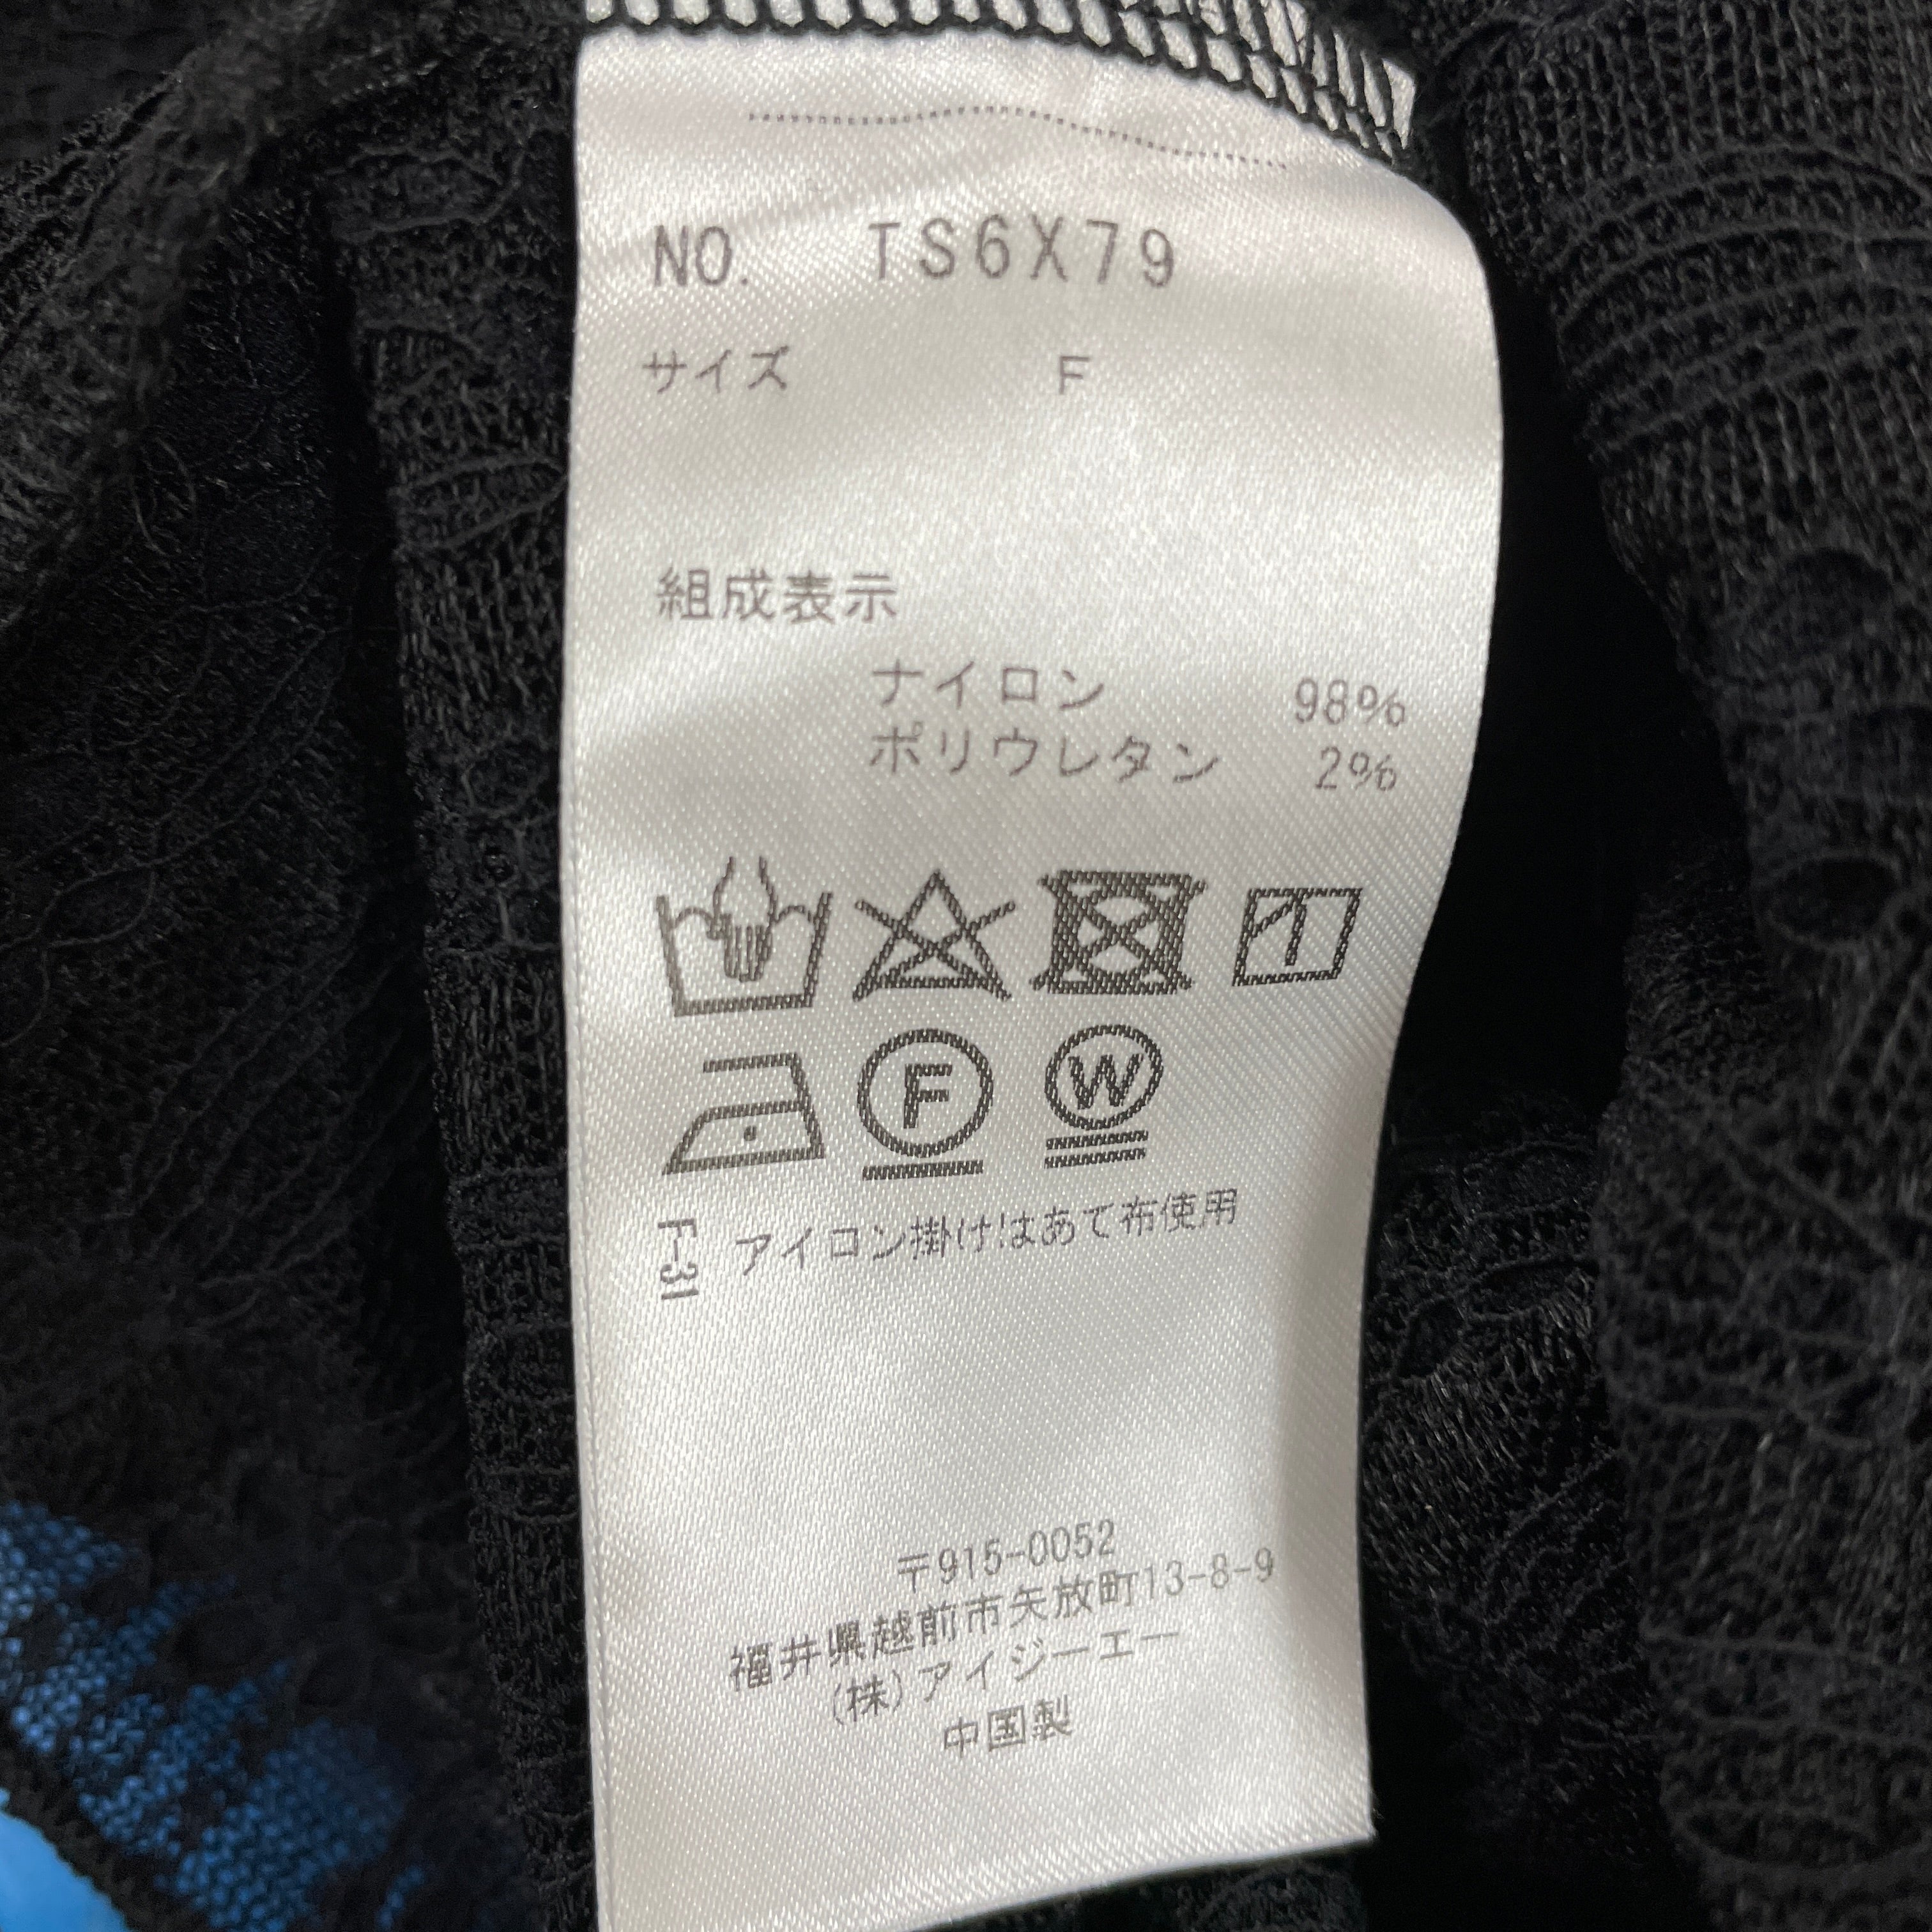 NO. TS6X79
サイズ F
組成表示
ナイロン 98%
ポリウレタン 2%
F
W
F-31 アイロン掛けはあて布使用
〒915-0052
福井県越前市矢放町13-8-9
(株)アイジーエー
中国製